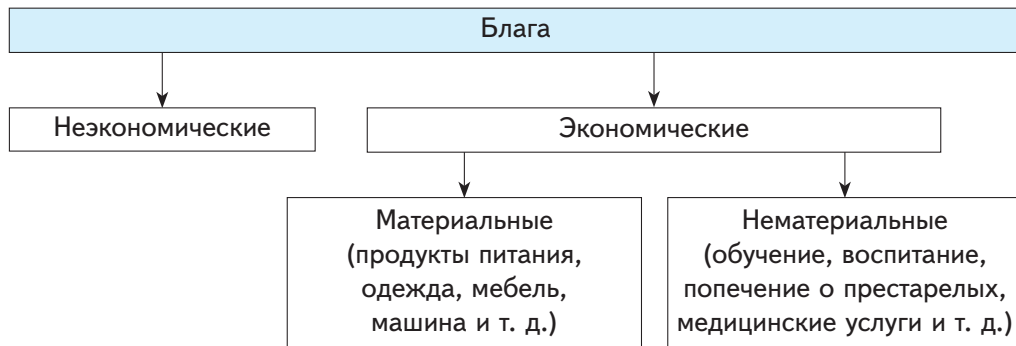 Блага
Неэкономические
Экономические
Материальные
(продукты питания,
одежда, мебель,
машина и т. д.)
Нематериальные
(обучение, воспитание,
попечение о престарелых,
медицинские услуги и т. д.)